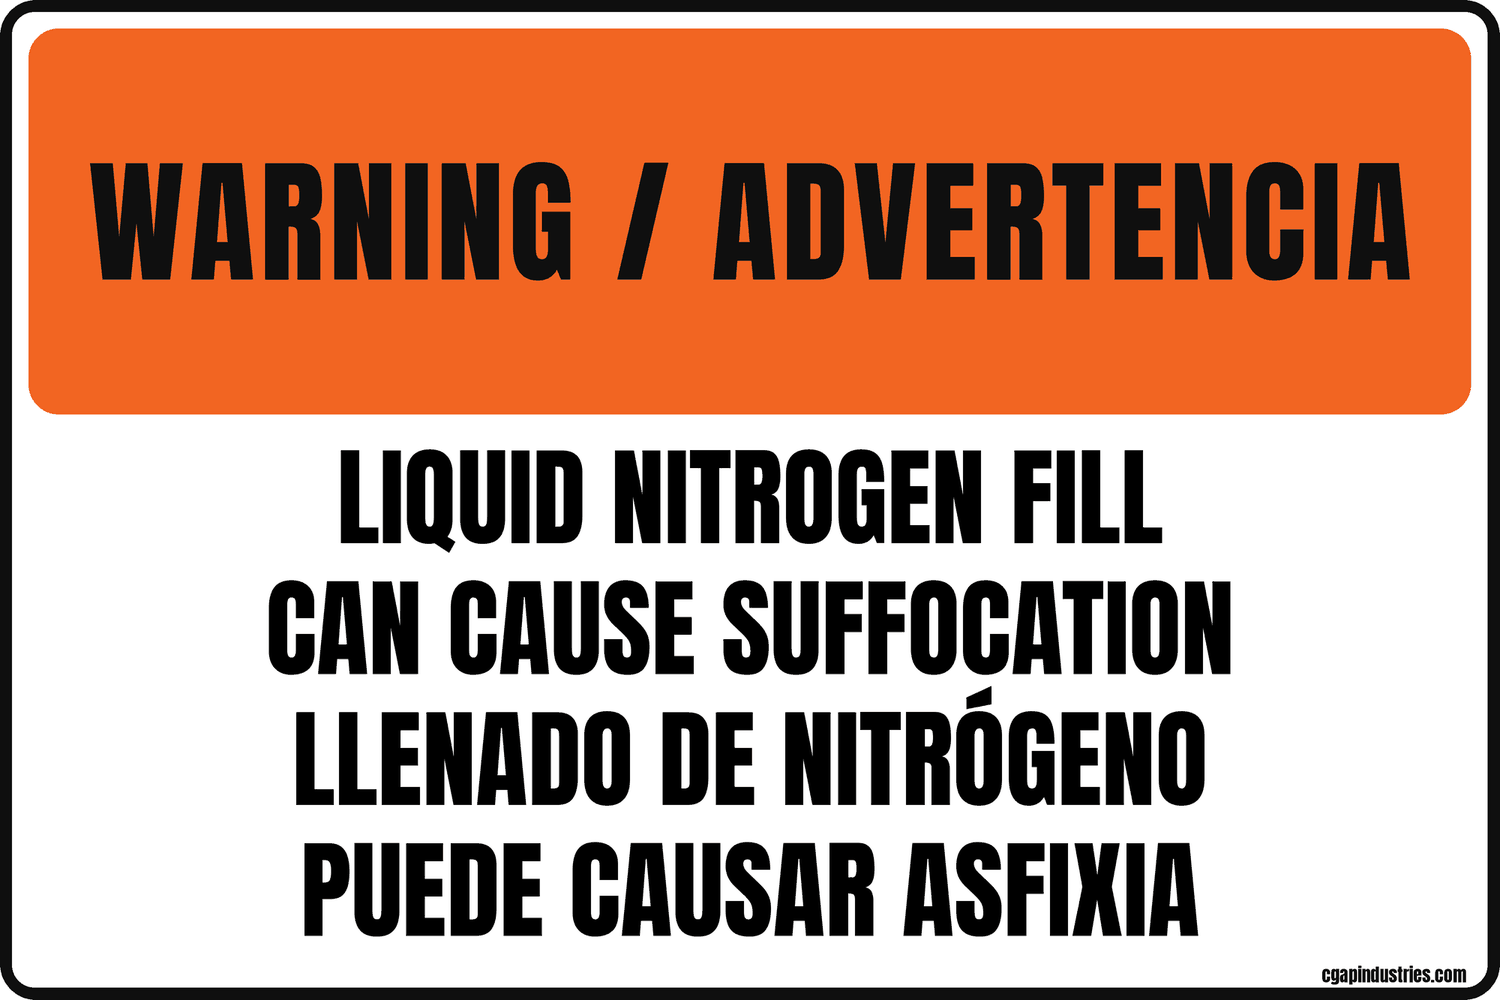 WARNING / ADVERTENCIA
LIQUID NITROGEN FILL
CAN CAUSE SUFFOCATION
LLENADO DE NITRÓGENO
PUEDE CAUSAR ASFIXIA
cgapindustries.com